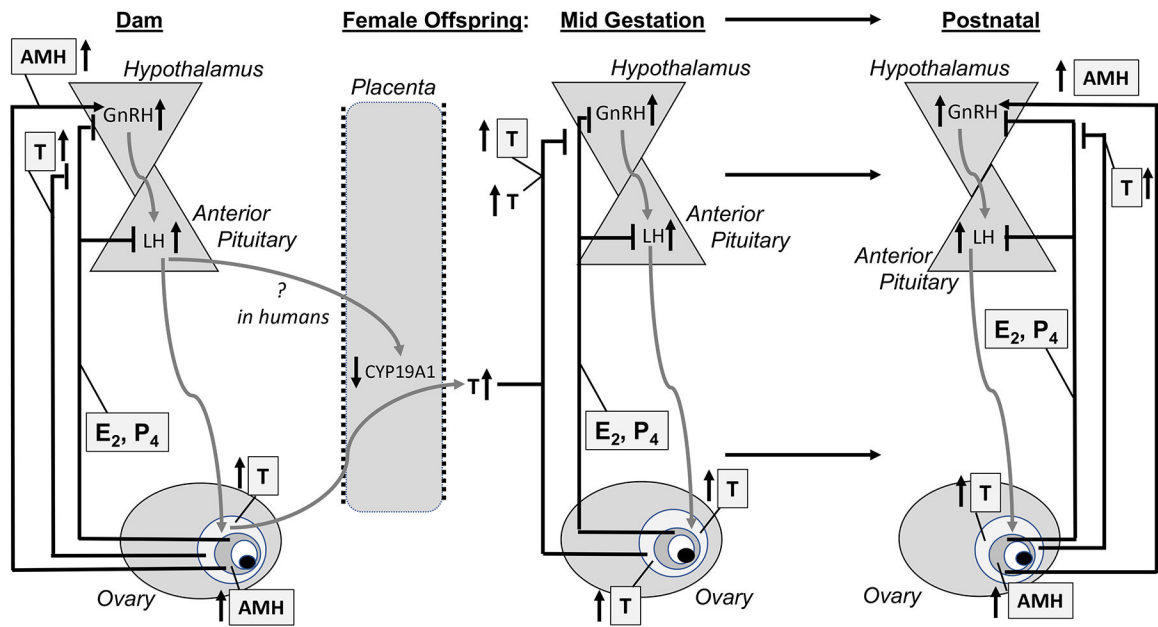 Dam
Female Offspring:
Mid Gestation
Postnatal
AMH
Hypothalamus
GnRH
T
LH
Anterior
Pituitary
?
in humans
E2, P4
T
AMH
Ovary
Placenta
CYP19A1
T
Hypothalamus
GnRH
T
T
LH
Anterior
Pituitary
E2, P4
T
T
Ovary
Hypothalamus
AMH
GnRH
T
LH
Anterior
Pituitary
E2, P4
T
AMH
Ovary